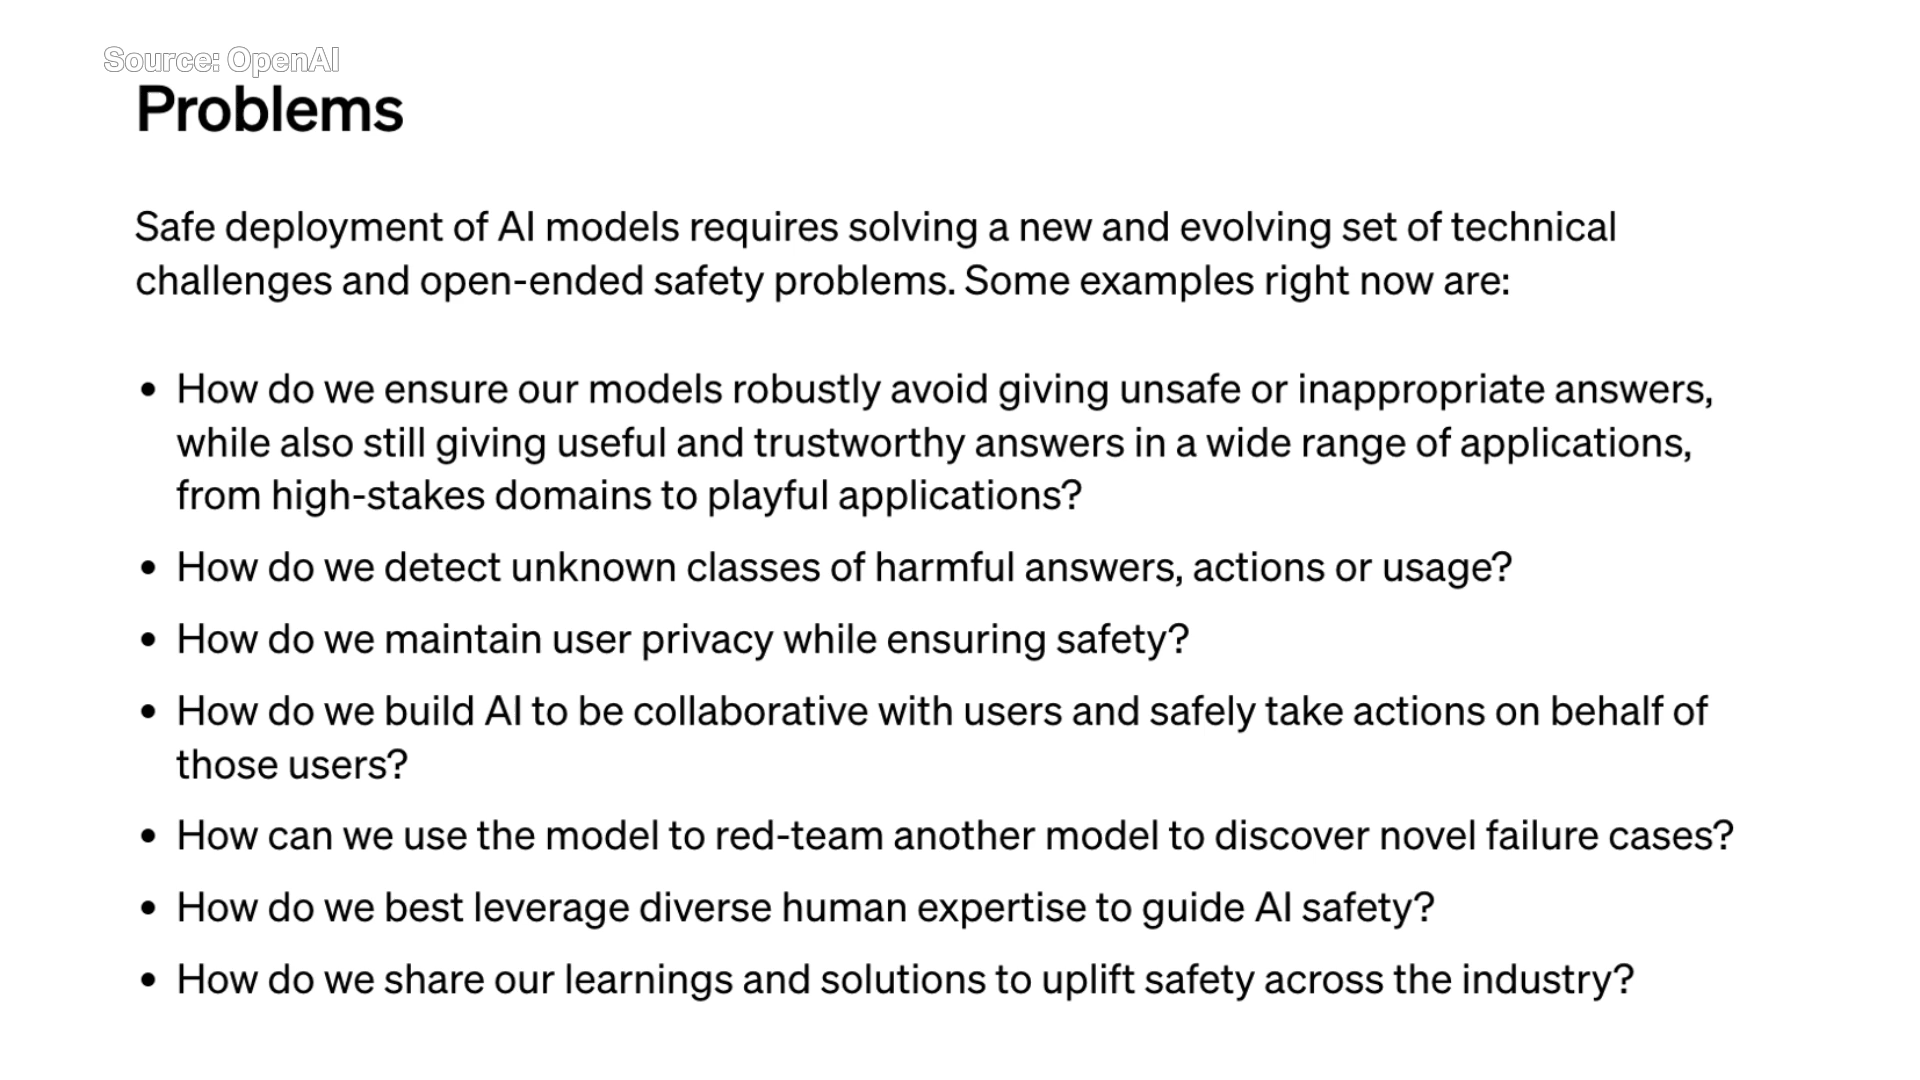 Source: OpenAI
Problems
Safe deployment of AI models requires solving a new and evolving set of technical
challenges and open-ended safety problems. Some examples right now are:
• How do we ensure our models robustly avoid giving unsafe or inappropriate answers,
while also still giving useful and trustworthy answers in a wide range of applications,
from high-stakes domains to playful applications?
• How do we detect unknown classes of harmful answers, actions or usage?
• How do we maintain user privacy while ensuring safety?
• How do we build AI to be collaborative with users and safely take actions on behalf of
those users?
• How can we use the model to red-team another model to discover novel failure cases?
• How do we best leverage diverse human expertise to guide AI safety?
• How do we share our learnings and solutions to uplift safety across the industry?